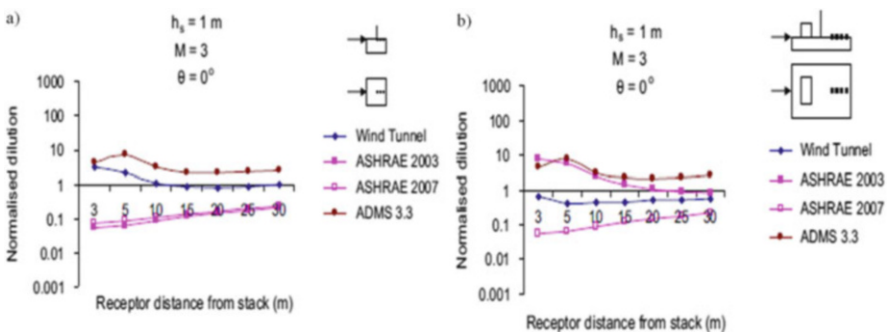 a)
hs = 1 m
M = 3
θ = 0°
Normalised dilution
1000
100
10
1
0.1
0.01
0.001
3 5 10 15 20 25 30
Receptor distance from stack (m)
Wind Tunnel
ASHRAE 2003
ASHRAE 2007
ADMS 3.3
b)
hs = 1 m
M = 3
θ = 0°
Normalised dilution
1000
100
10
1
0.1
0.01
0.001
3 5 10 15 20 25 30
Receptor distance from stack (m)
Wind Tunnel
ASHRAE 2003
ASHRAE 2007
ADMS 3.3